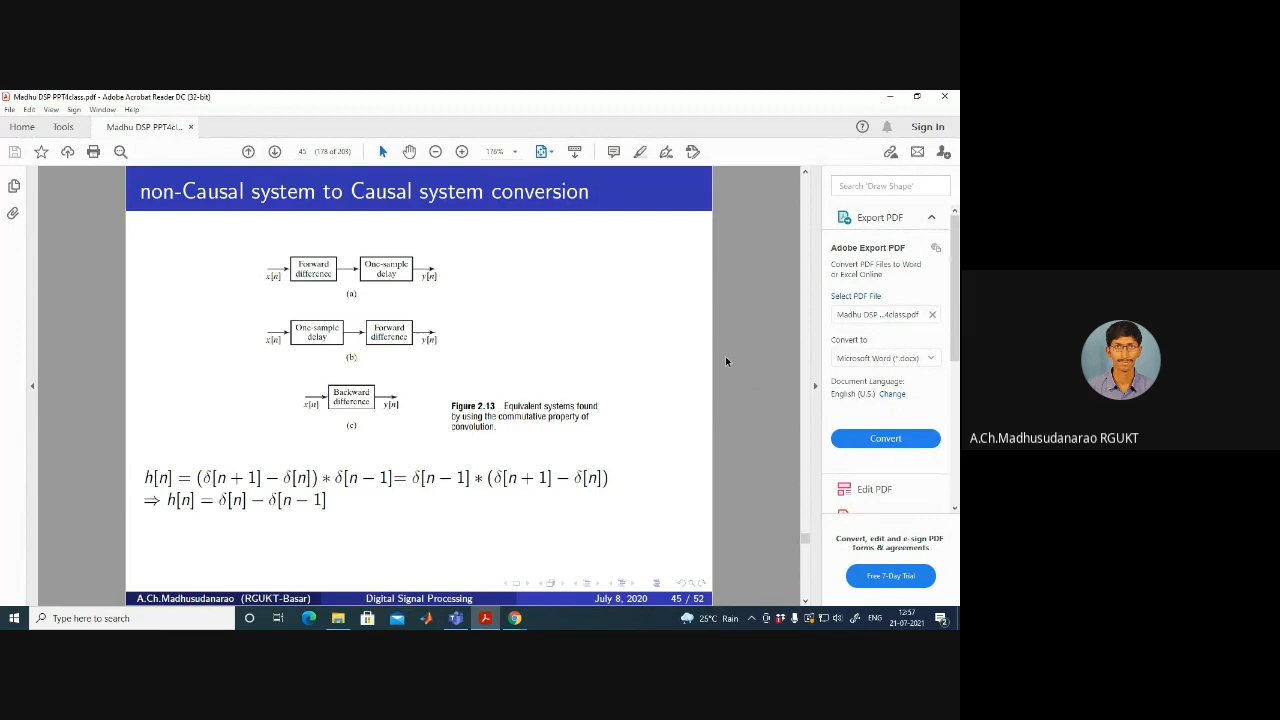 Madhu DSP PPT4class.pdf - Adobe Acrobat Reader DC (32-bit)
File Edit View Sign Window Help
Home Tools Madhu DSP PPT4cl... × Sign In
45 (178 of 203) 176%
non-Causal system to Causal system conversion
x[n] Forward difference One-sample delay y[n]
(a)
x[n] One-sample delay Forward difference y[n]
(b)
x[n] Backward difference y[n]
(c)
Figure 2.13 Equivalent systems found
by using the commutative property of
convolution.
h[n] = (δ[n + 1] − δ[n]) ∗ δ[n − 1]= δ[n − 1] ∗ (δ[n + 1] − δ[n])
⇒ h[n] = δ[n] − δ[n − 1]
A.Ch.Madhusudanarao (RGUKT-Basar) Digital Signal Processing July 8, 2020 45 / 52
Search 'Draw Shape'
Export PDF
Adobe Export PDF
Convert PDF Files to Word
or Excel Online
Select PDF File
Madhu DSP ...4class.pdf
Convert to
Microsoft Word (*.docx)
Document Language:
English (U.S.) Change
Convert
Edit PDF
Convert, edit and e-sign PDF
forms & agreements
Free 7-Day Trial
Type here to search
25°C Rain ENG 12:57
21-07-2021
2
A.Ch.Madhusudanarao RGUKT